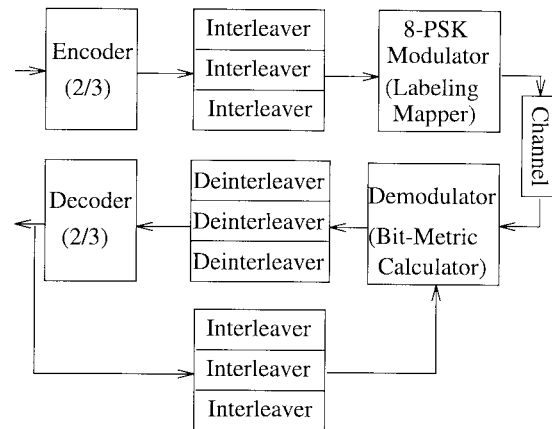 Encoder
(2/3)
Interleaver
Interleaver
Interleaver
8-PSK
Modulator
(Labeling
Mapper)
Channel
Decoder
(2/3)
Deinterleaver
Deinterleaver
Deinterleaver
Demodulator
(Bit-Metric
Calculator)
Interleaver
Interleaver
Interleaver